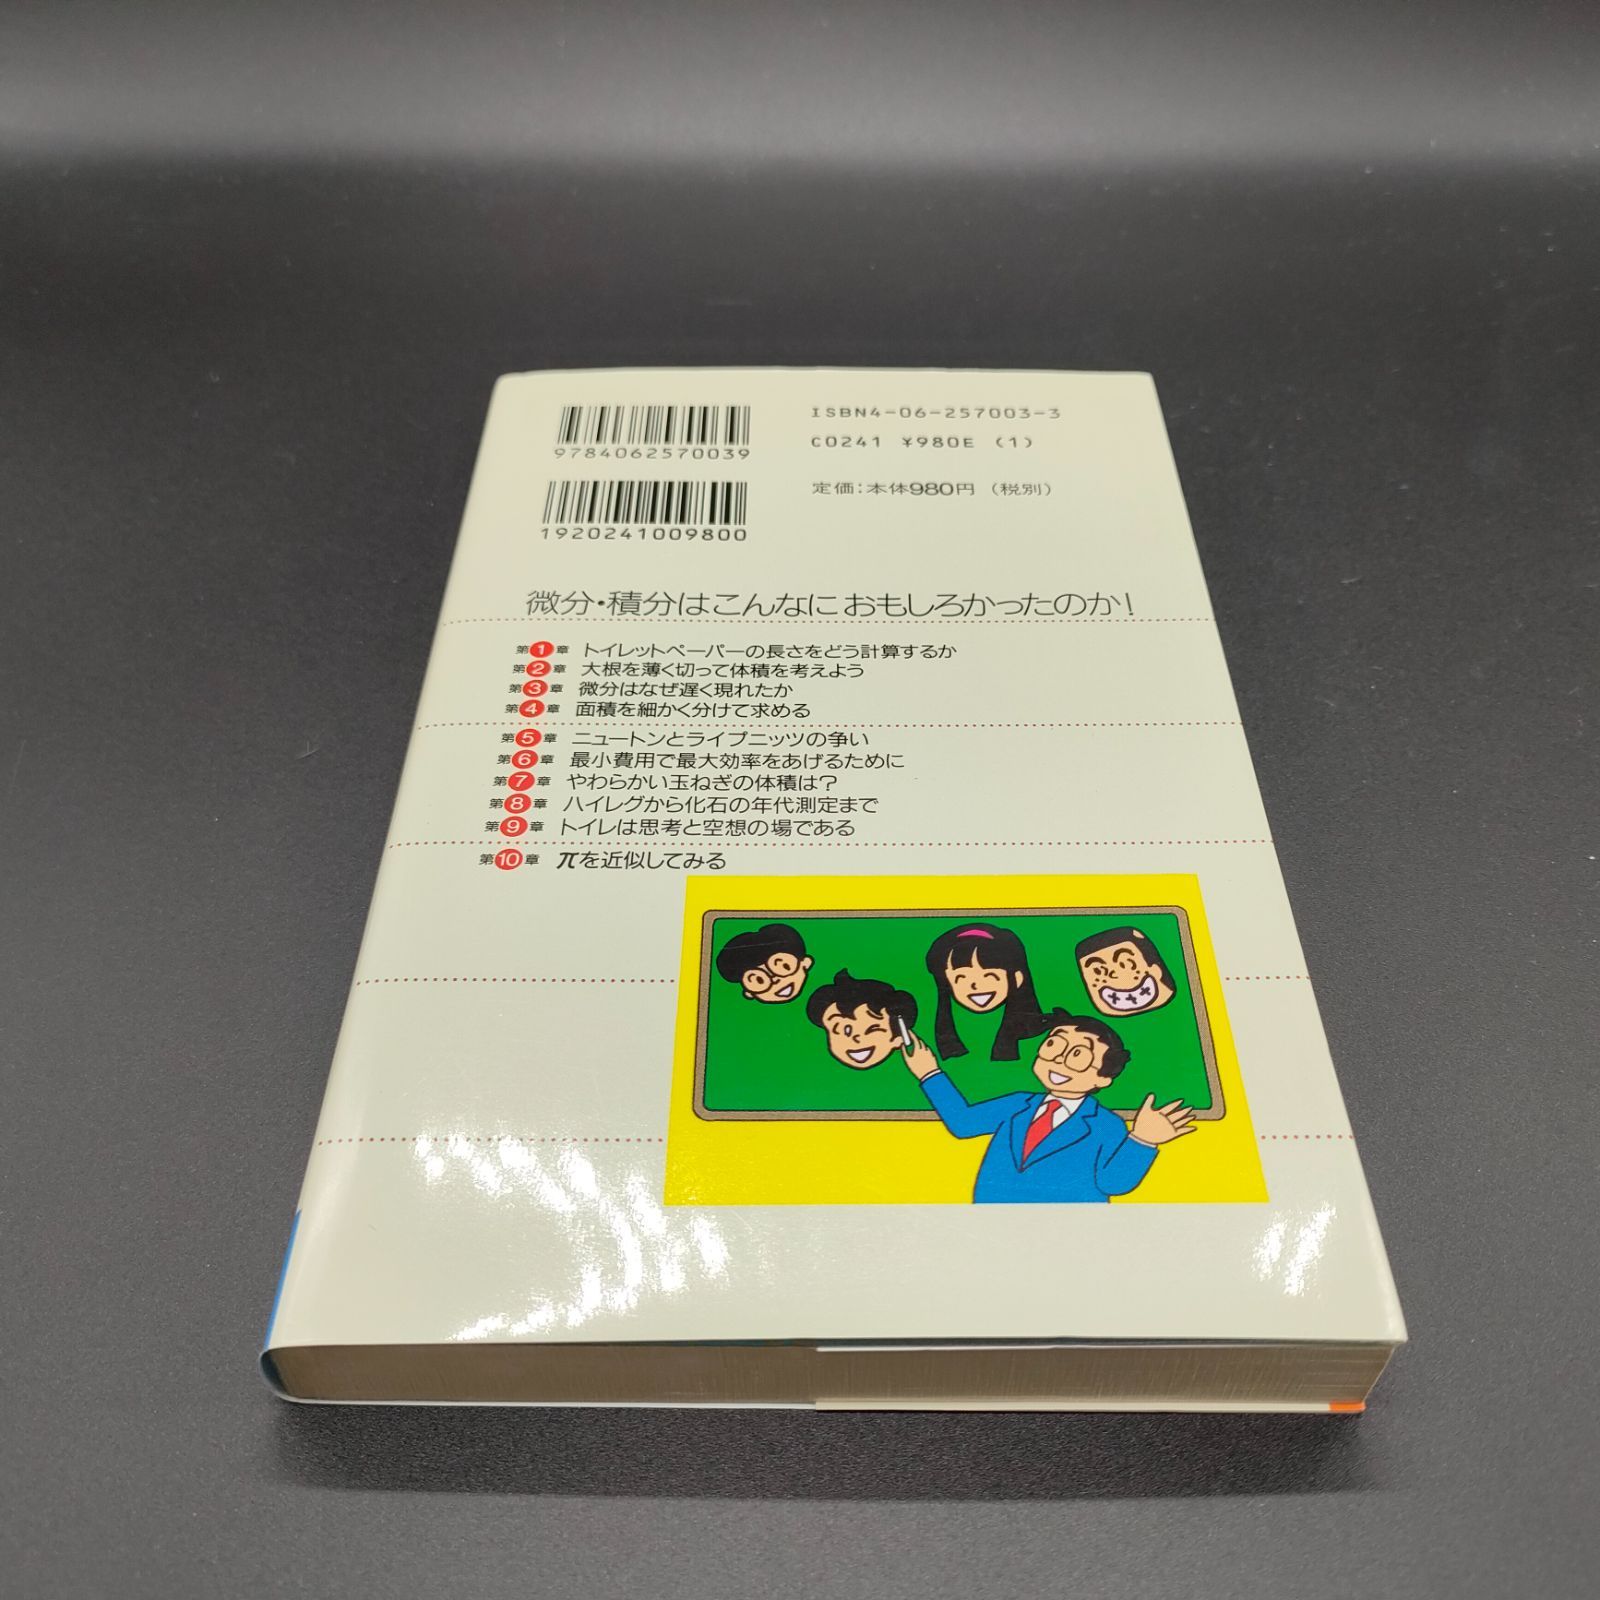 9784062570039
ISBN4-06-257003-3
C0241 ¥980E (1)
1920241009800
定価:本体980円 (税別)
微分・積分はこんなにおもしろかったのか!
第1章 トイレットペーパーの長さをどう計算するか
第2章 大根を薄く切って体積を考えよう
第3章 微分はなぜ遅く現れたか
第4章 面積を細かく分けて求める
第5章 ニュートンとライプニッツの争い
第6章 最小費用で最大効率をあげるために
第7章 やわらかい玉ねぎの体積は?
第8章 ハイレグから化石の年代測定まで
第9章 トイレは思考と空想の場である
第10章 πを近似してみる